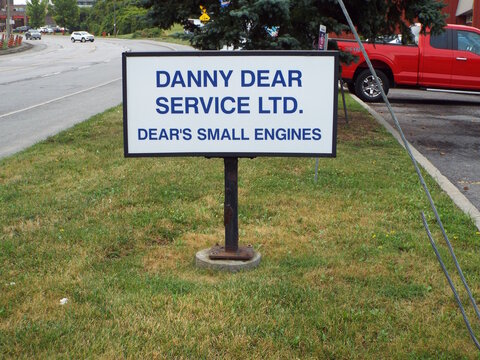 DANNY DEAR
SERVICE LTD.
DEAR'S SMALL ENGINES